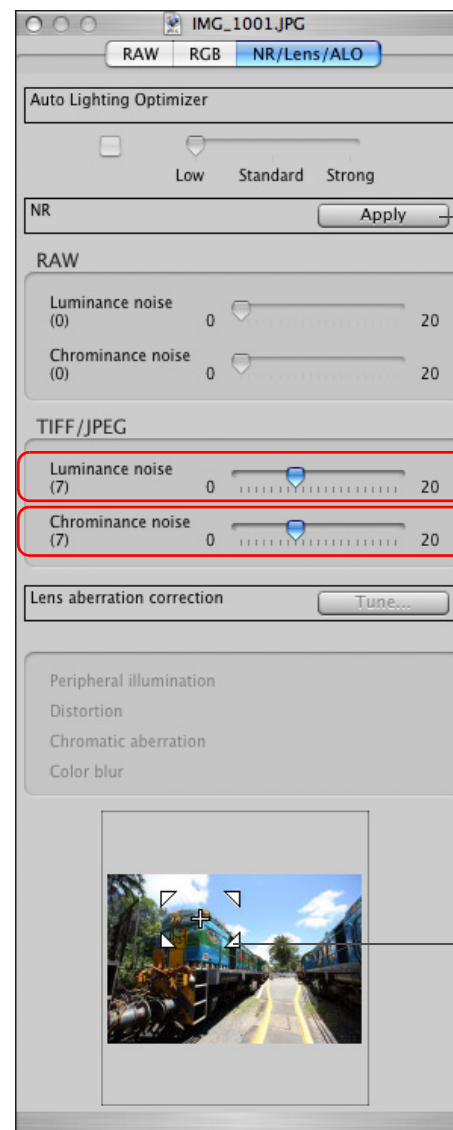 IMG_1001.JPG
RAW RGB NR/Lens/ALO
Auto Lighting Optimizer
Low Standard Strong
NR Apply
RAW
Luminance noise
(0) 0 20
Chrominance noise
(0) 0 20
TIFF/JPEG
Luminance noise
(7) 0 20
Chrominance noise
(7) 0 20
Lens aberration correction Tune...
Peripheral illumination
Distortion
Chromatic aberration
Color blur